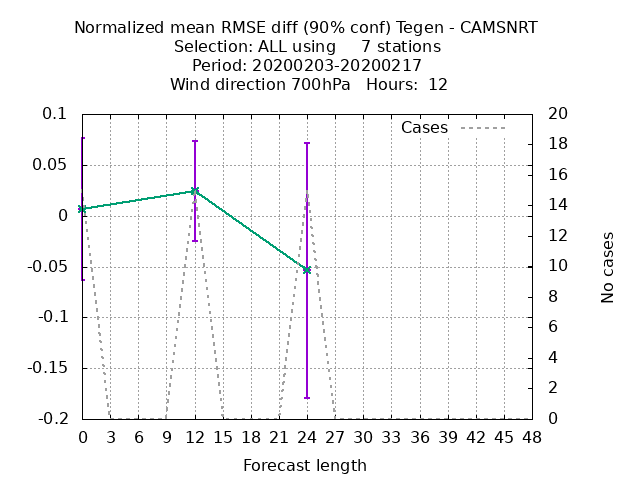 Normalized mean RMSE diff (90% conf) Tegen - CAMSNRT
Selection: ALL using     7 stations
Period: 20200203-20200217
Wind direction 700hPa   Hours:  12
0.1
0.05
0
-0.05
-0.1
-0.15
-0.2
Cases
20
18
16
14
12
10
8
6
4
2
0
No cases
0 3 6 9 12 15 18 21 24 27 30 33 36 39 42 45 48
Forecast length